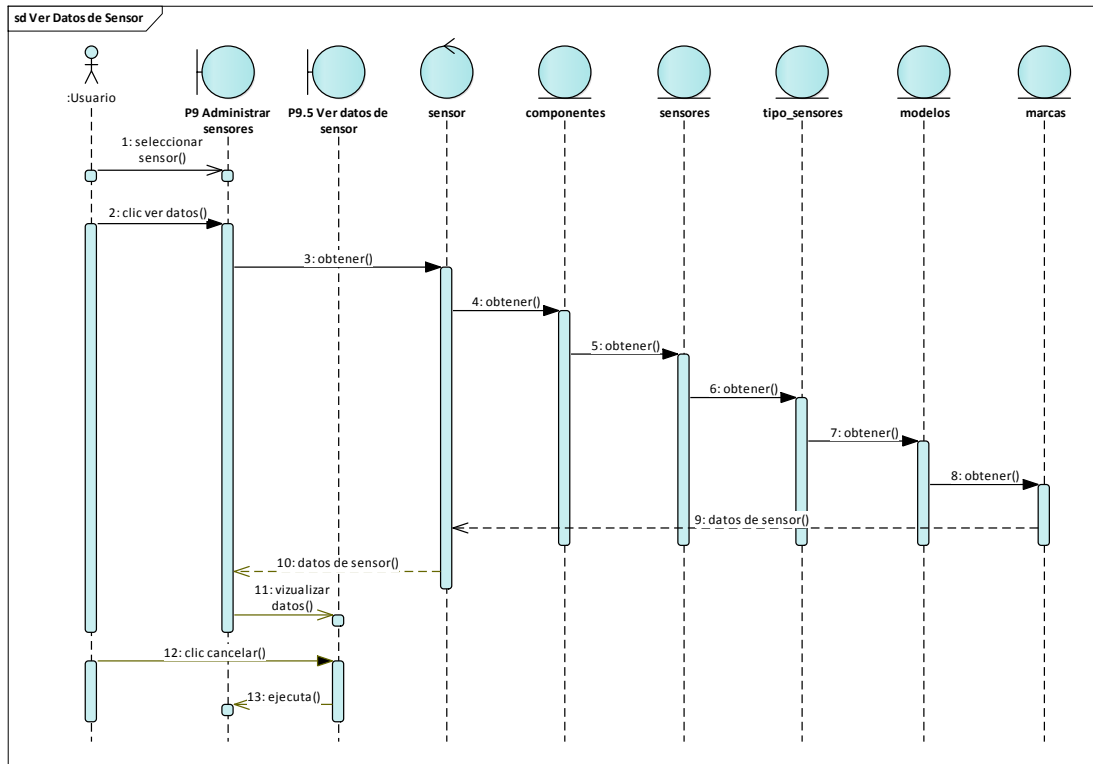 sd Ver Datos de Sensor
:Usuario
P9 Administrar
sensores
P9.5 Ver datos de
sensor
sensor
componentes
sensores
tipo_sensores
modelos
marcas
1: seleccionar
sensor()
2: clic ver datos()
3: obtener()
4: obtener()
5: obtener()
6: obtener()
7: obtener()
8: obtener()
9: datos de sensor()
10: datos de sensor()
11: vizualizar
datos()
12: clic cancelar()
13: ejecuta()